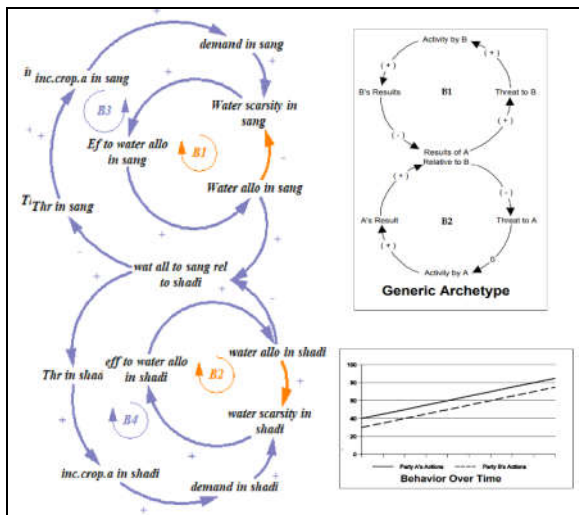 demand in sang
inc.crop.a in sang
B3
Water scarsity in
sang
Ef to water allo
in sang
B1
Water allo in sang
Thr in sang
wat all to sang rel
to shadi
eff to water allo
in shadi
B2
water allo in shadi
Thr in shadi
water scarsity in
shadi
B4
inc.crop.a in shadi
demand in shadi
Activity by B
(+)
(+)
B's Results
B1
Threat to B
(-)
(+)
Results of A
Relative to B
(+)
(-)
A's Result
B2
Threat to A
(+)
0
Activity by A
Generic Archetype
100
80
60
40
20
0
Party A's Actions
Party B's Actions
Behavior Over Time